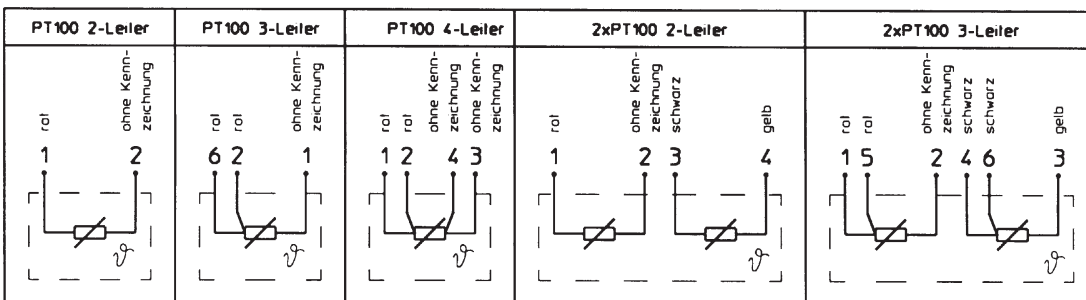 PT100 2-Leiter
PT100 3-Leiter
PT100 4-Leiter
2xPT100 2-Leiter
2xPT100 3-Leiter
rot
ohne Kenn-
zeichnung
1 2
ϑ
rot
rot
ohne Kenn-
zeichnung
6 2 1
ϑ
rot
rot
ohne Kenn-
zeichnung
ohne Kenn-
zeichnung
1 2 4 3
ϑ
rot
ohne Kenn-
zeichnung
schwarz
gelb
1 2 3 4
ϑ
rot
rot
ohne Kenn-
zeichnung
schwarz
schwarz
gelb
1 5 2 4 6 3
ϑ